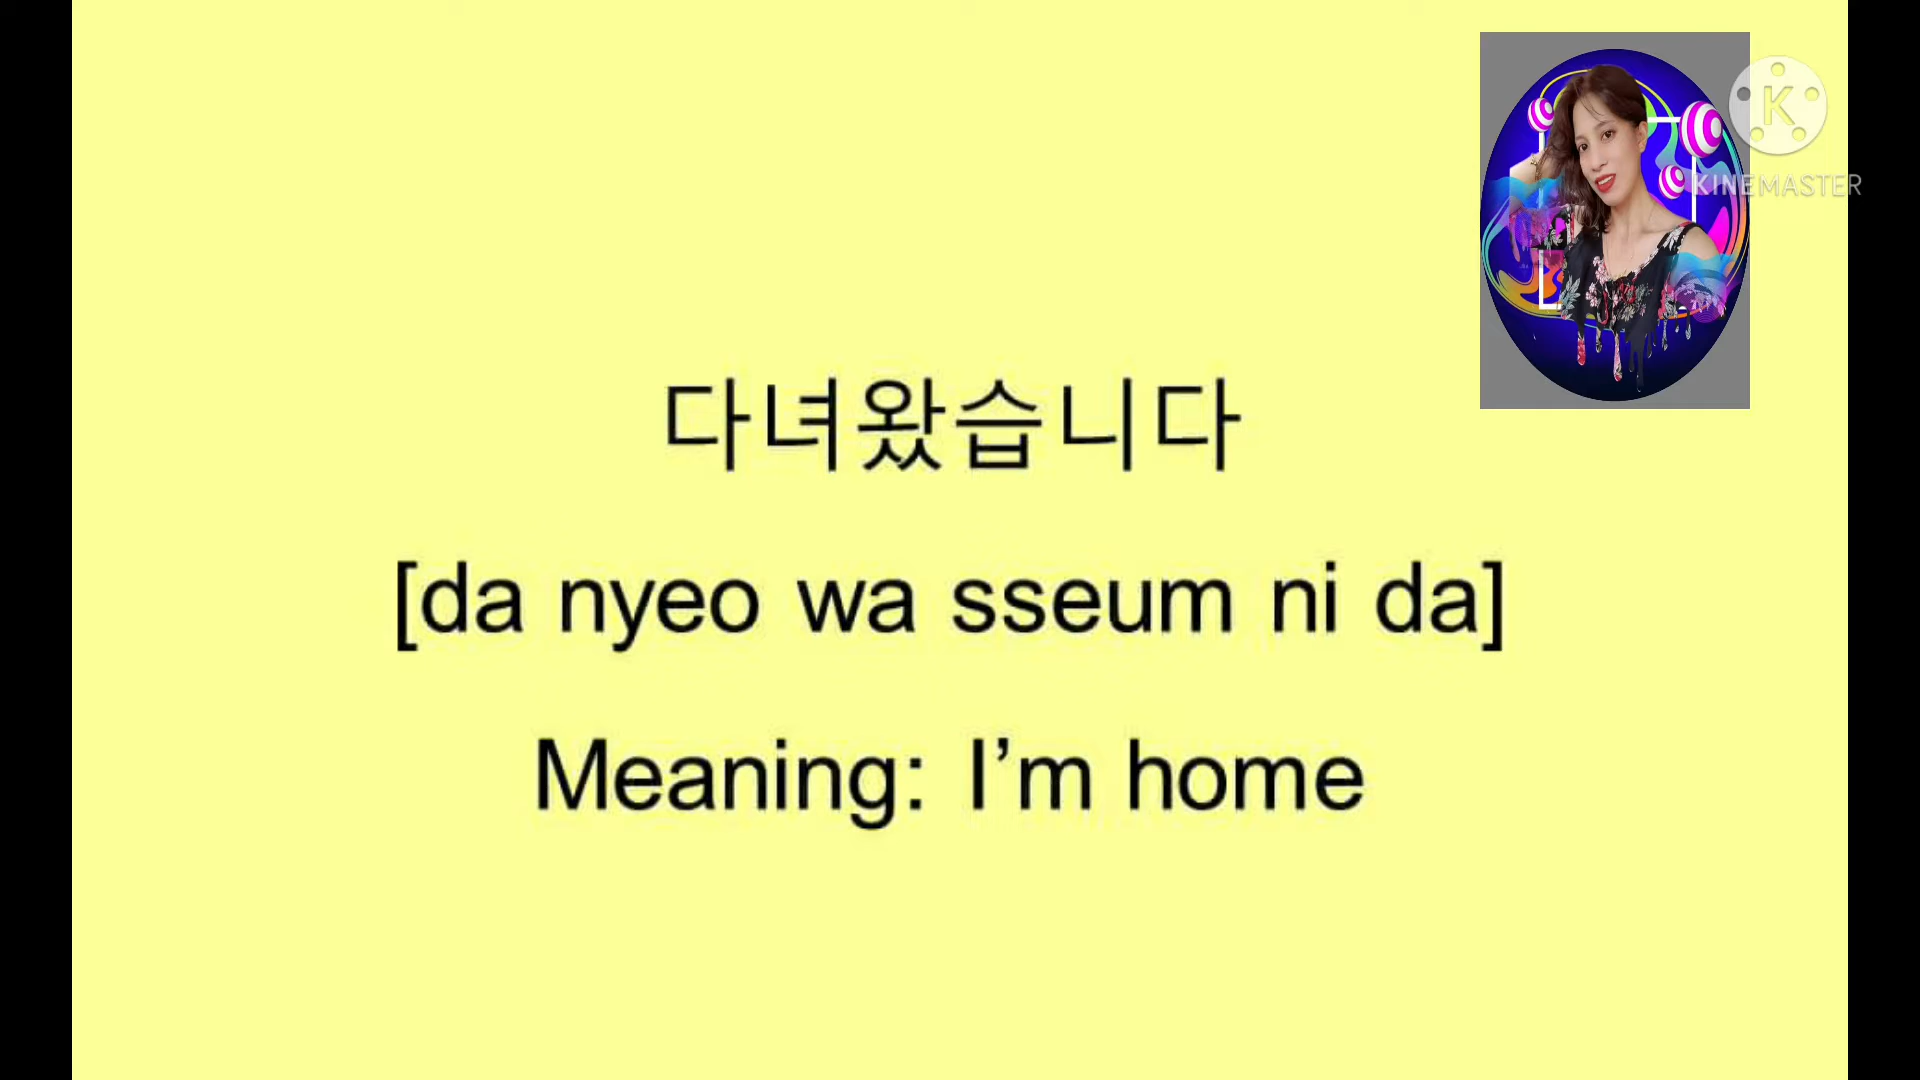 K
KINEMASTER
다녀왔습니다
[da nyeo wa sseum ni da]
Meaning: I’m home